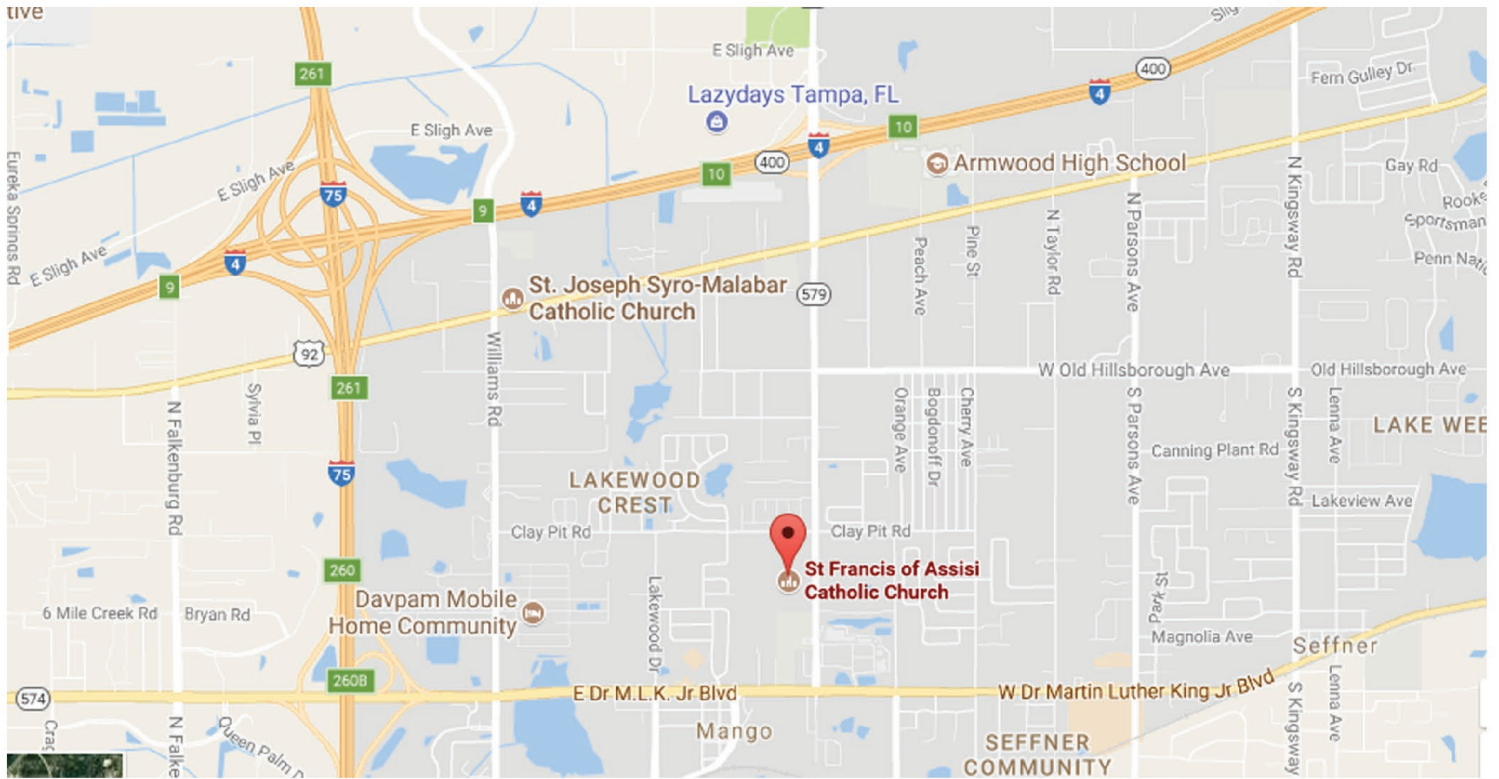 tive
E Sligh Ave
Slig
261
400
Fern Gulley Dr
4
Lazydays Tampa, FL
E Sligh Ave
10
4
400
Armwood High School
Gay Rd
10
E Sligh Ave
75
Eureka Springs Rd
4
9
Rooke
Sportsman
N Kingsway Rd
N Parsons Ave
N Taylor Rd
Pine St
Peach Ave
E Sligh Ave
4
9
Penn Natio
St. Joseph Syro-Malabar
Catholic Church
579
92
Williams Rd
W Old Hillsborough Ave
Old Hillsborough Ave
261
Sylvia Pl
N Falkenburg Rd
Orange Ave
Bogdonoff Dr
Cherry Ave
S Parsons Ave
S Kingsway Rd
Lenna Ave
LAKE WEE
Canning Plant Rd
75
LAKEWOOD
CREST
Lakeview Ave
Clay Pit Rd
Clay Pit Rd
260
St Francis of Assisi
Catholic Church
6 Mile Creek Rd
Bryan Rd
Davpam Mobile
Home Community
Lakewood Dr
Park St
Magnolia Ave
Seffner
260B
574
E Dr M.L.K. Jr Blvd
W Dr Martin Luther King Jr Blvd
S Kingsway
Lenna Ave
Crac
N Falke
Queen Palm D
Mango
SEFFNER
COMMUNITY